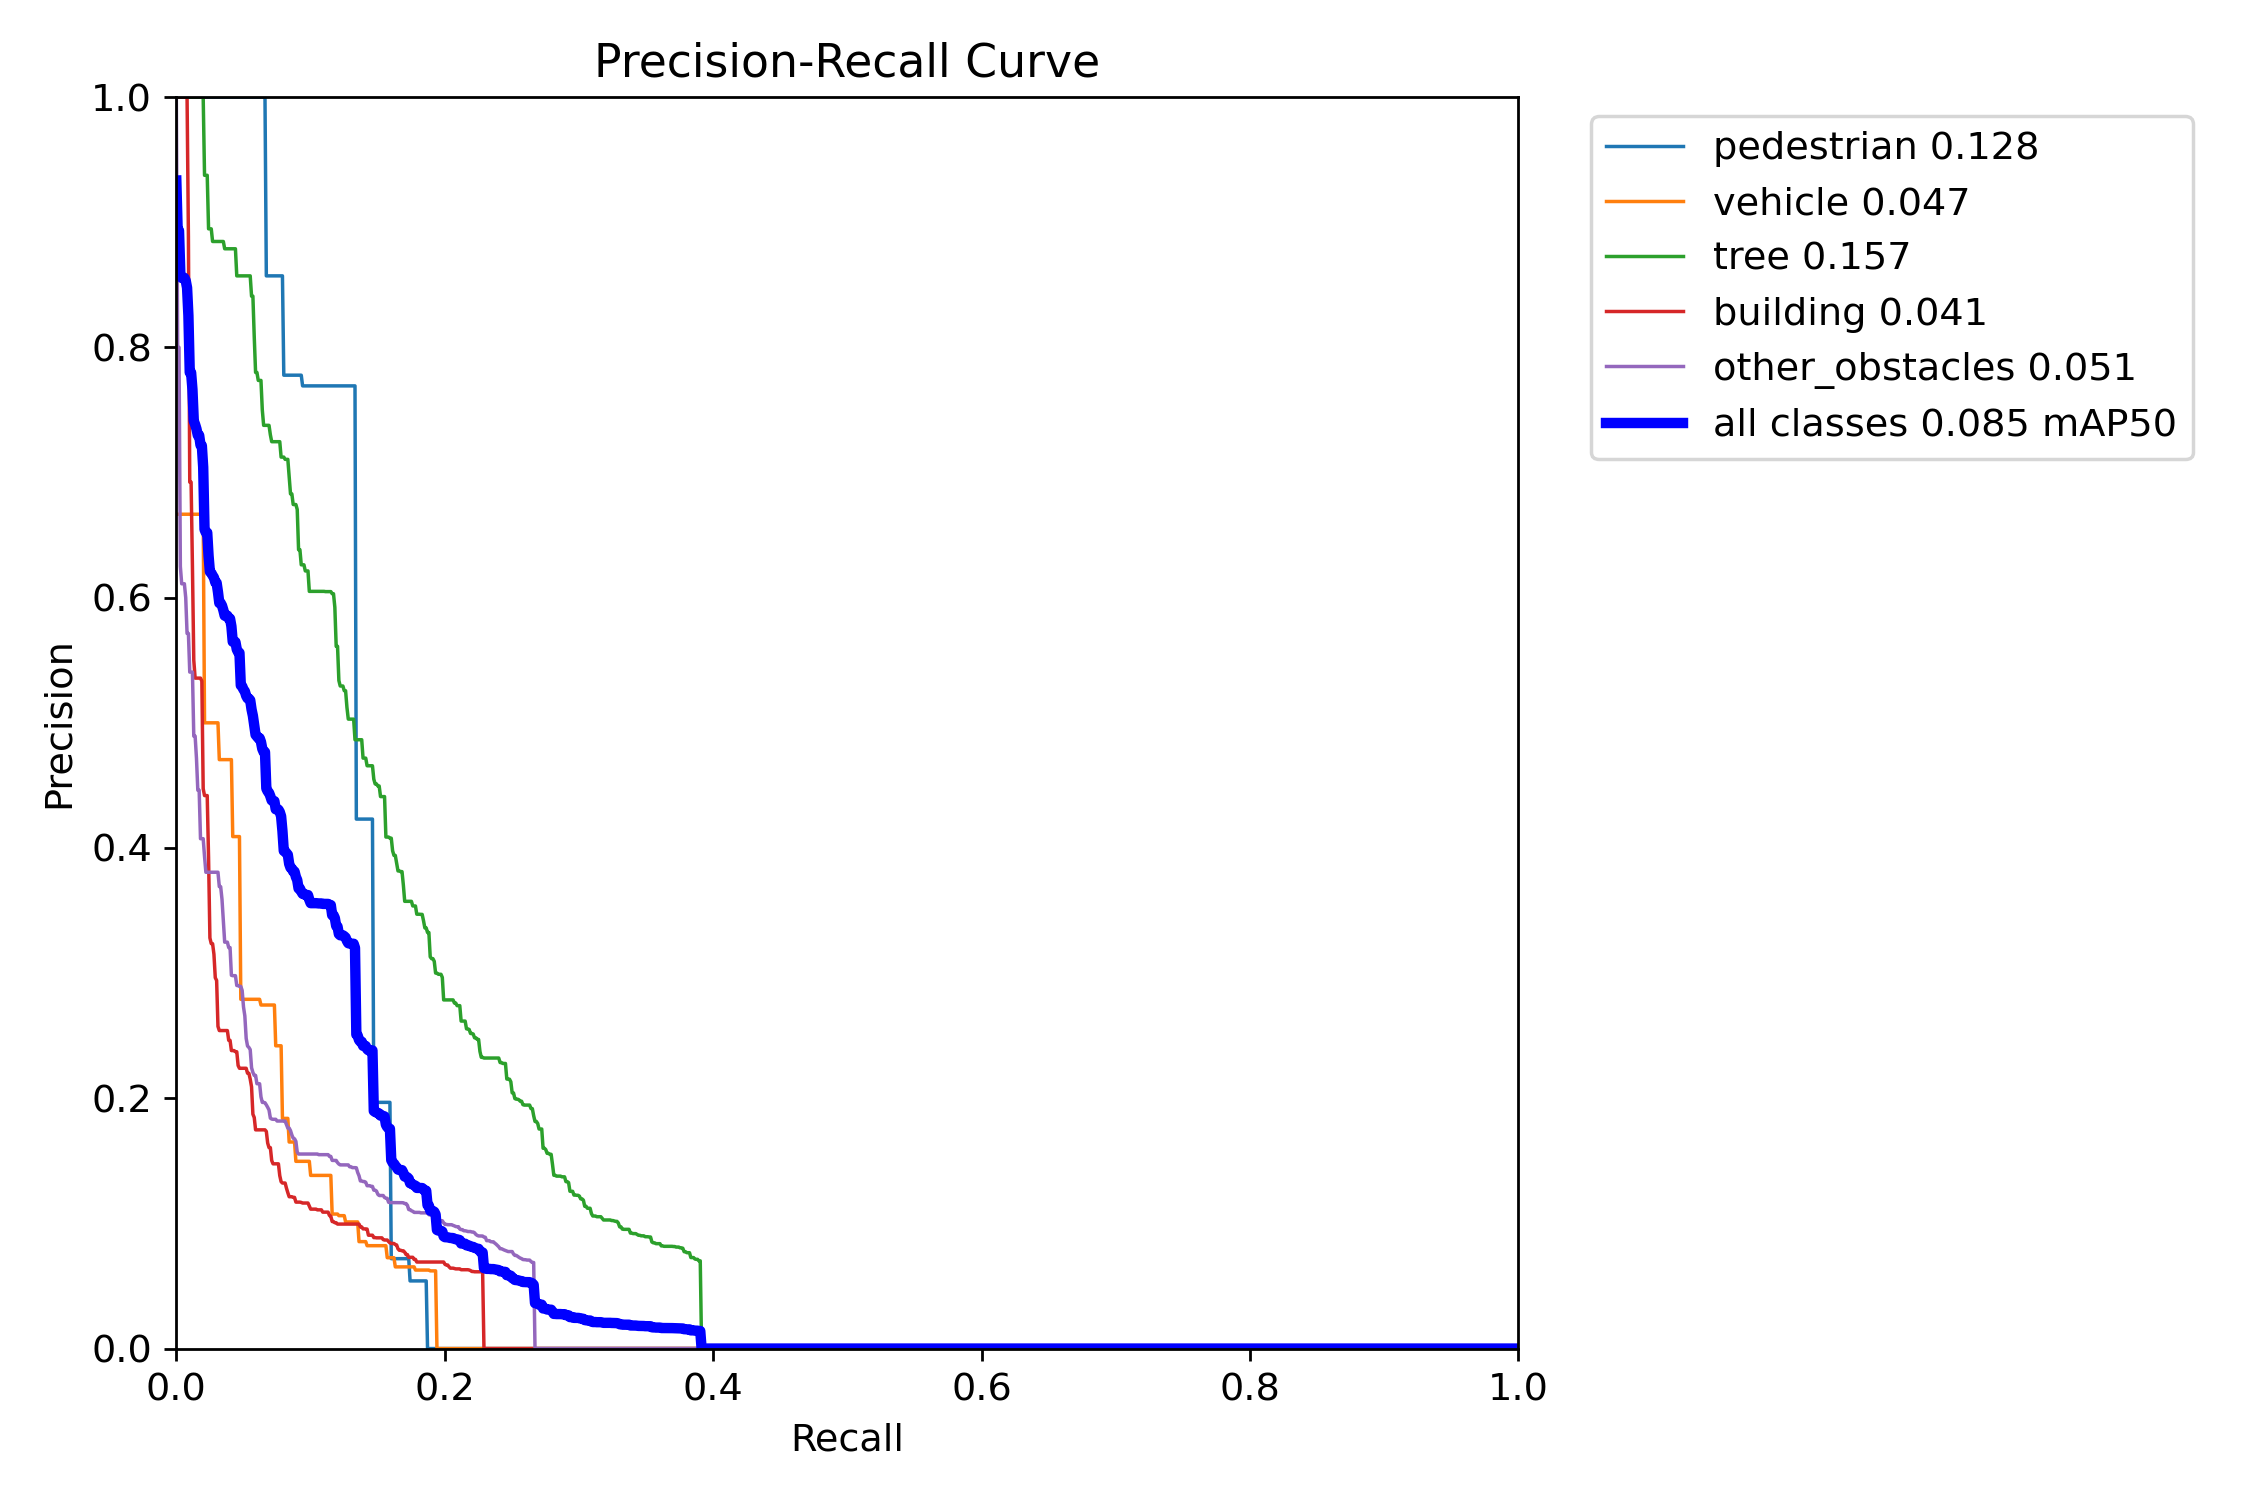 Precision-Recall Curve
1.0
0.8
0.6
0.4
0.2
0.0
Precision
0.0 0.2 0.4 0.6 0.8 1.0
Recall
pedestrian 0.128
vehicle 0.047
tree 0.157
building 0.041
other_obstacles 0.051
all classes 0.085 mAP50